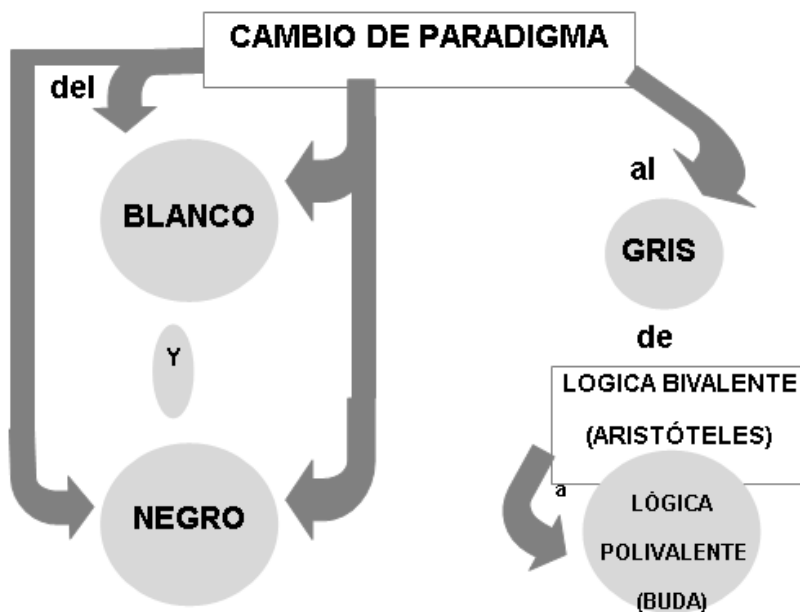 CAMBIO DE PARADIGMA
del
BLANCO
Y
NEGRO
al
GRIS
de
LOGICA BIVALENTE
(ARISTÓTELES)
a
LÓGICA
POLIVALENTE
(BUDA)